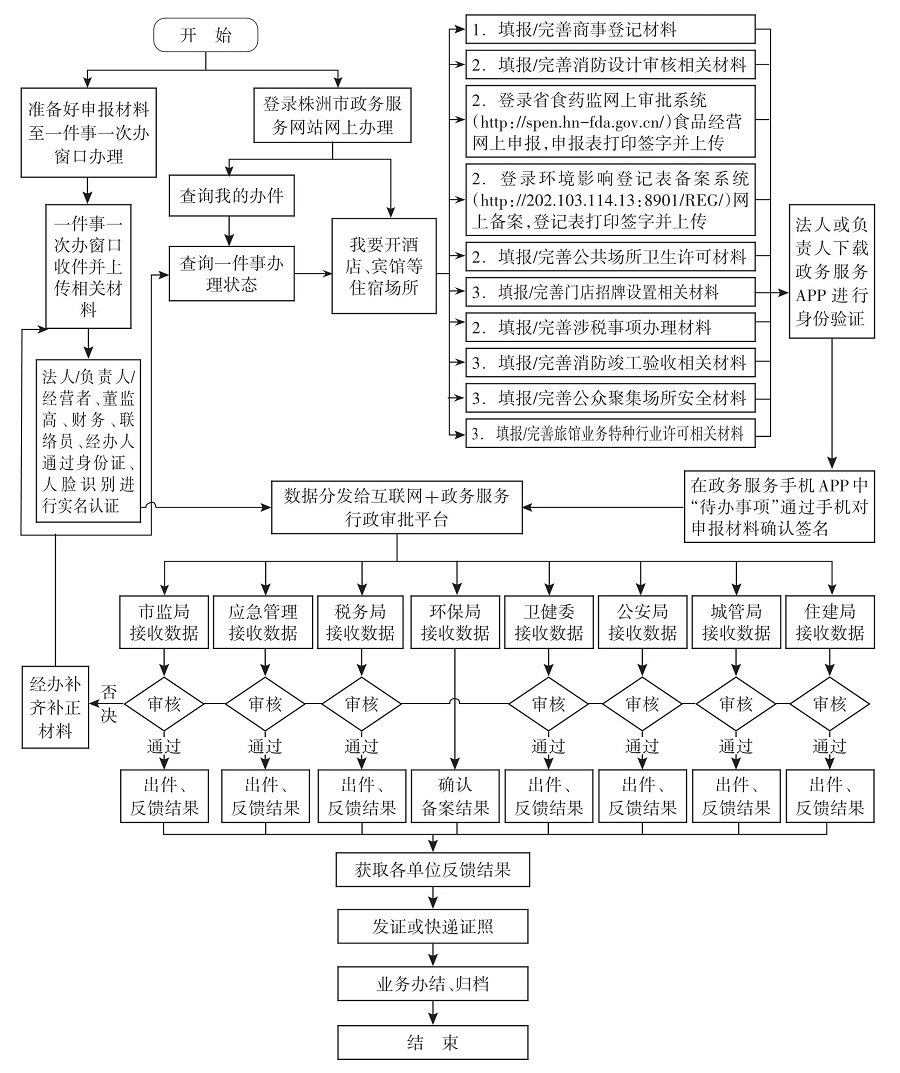 开 始
准备好申报材料
至一件事一次办
窗口办理
登录株洲市政务服
务网站网上办理
一件事一
次办窗口
收件并上
传相关材
料
查询我的办件
查询一件事办
理状态
我要开酒
店、宾馆等
住宿场所
1．填报/完善商事登记材料
2．填报/完善消防设计审核相关材料
2．登录省食药监网上审批系统
(http://spen.hn-fda.gov.cn/)食品经营
网上申报,申报表打印签字并上传
2．登录环境影响登记表备案系统
(http://202.103.114.13:8901/REG/)网
上备案,登记表打印签字并上传
2．填报/完善公共场所卫生许可材料
3．填报/完善门店招牌设置相关材料
2．填报/完善涉税事项办理材料
3．填报/完善消防竣工验收相关材料
3．填报/完善公众聚集场所安全材料
3．填报/完善旅馆业务特种行业许可相关材料
法人或负
责人下载
政务服务
APP 进行
身份验证
法人/负责人/
经营者、董监
高、财务、联
络员、经办人
通过身份证、
人脸识别进
行实名认证
数据分发给互联网＋政务服务
行政审批平台
在政务服务手机 APP 中
“待办事项”通过手机对
申报材料确认签名
市监局
接收数据
应急管理
接收数据
税务局
接收数据
环保局
接收数据
卫健委
接收数据
公安局
接收数据
城管局
接收数据
住建局
接收数据
经办补
齐补正
材料
否
决
审核
审核
审核
审核
审核
审核
审核
通过
通过
通过
通过
通过
通过
通过
出件、
反馈结果
出件、
反馈结果
出件、
反馈结果
确认
备案结果
出件、
反馈结果
出件、
反馈结果
出件、
反馈结果
出件、
反馈结果
获取各单位反馈结果
发证或快递证照
业务办结、归档
结 束